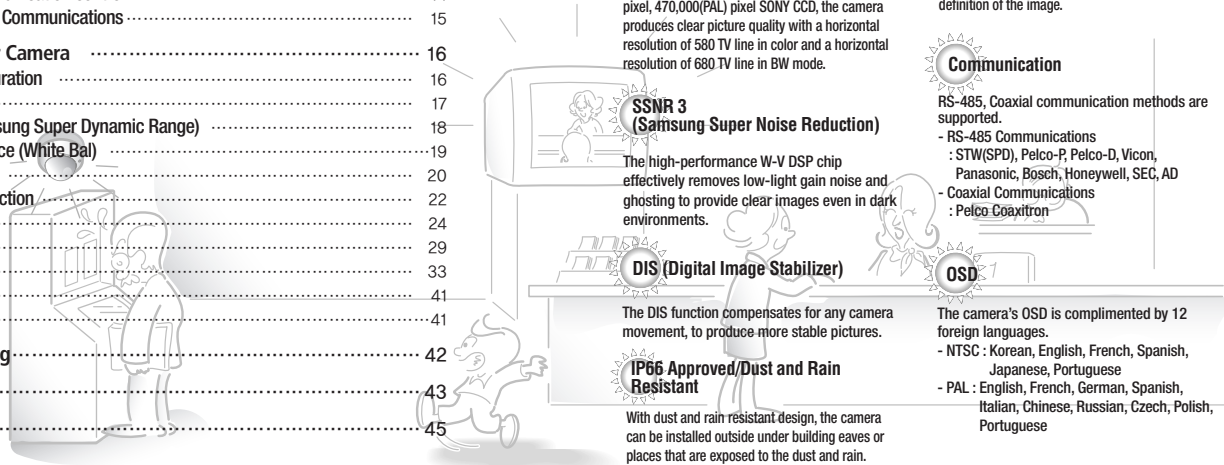 Communications 15
Camera 16
16
17
Super Dynamic Range) 18
(White Bal) 19
20
22
24
29
33
41
41
42
43
45
pixel, 470,000(PAL) pixel SONY CCD, the camera
produces clear picture quality with a horizontal
resolution of 580 TV line in color and a horizontal
resolution of 680 TV line in BW mode.
SSNR 3
(Samsung Super Noise Reduction)
The high-performance W-V DSP chip
effectively removes low-light gain noise and
ghosting to provide clear images even in dark
environments.
DIS (Digital Image Stabilizer)
The DIS function compensates for any camera
movement, to produce more stable pictures.
IP66 Approved/Dust and Rain
Resistant
With dust and rain resistant design, the camera
can be installed outside under building eaves or
places that are exposed to the dust and rain.
definition of the image.
Communication
RS-485, Coaxial communication methods are
supported.
- RS-485 Communications
: STW(SPD), Pelco-P, Pelco-D, Vicon,
Panasonic, Bosch, Honeywell, SEC, AD
- Coaxial Communications
: Pelco Coaxitron
OSD
The camera's OSD is complimented by 12
foreign languages.
- NTSC : Korean, English, French, Spanish,
Japanese, Portuguese
- PAL : English, French, German, Spanish,
Italian, Chinese, Russian, Czech, Polish,
Portuguese